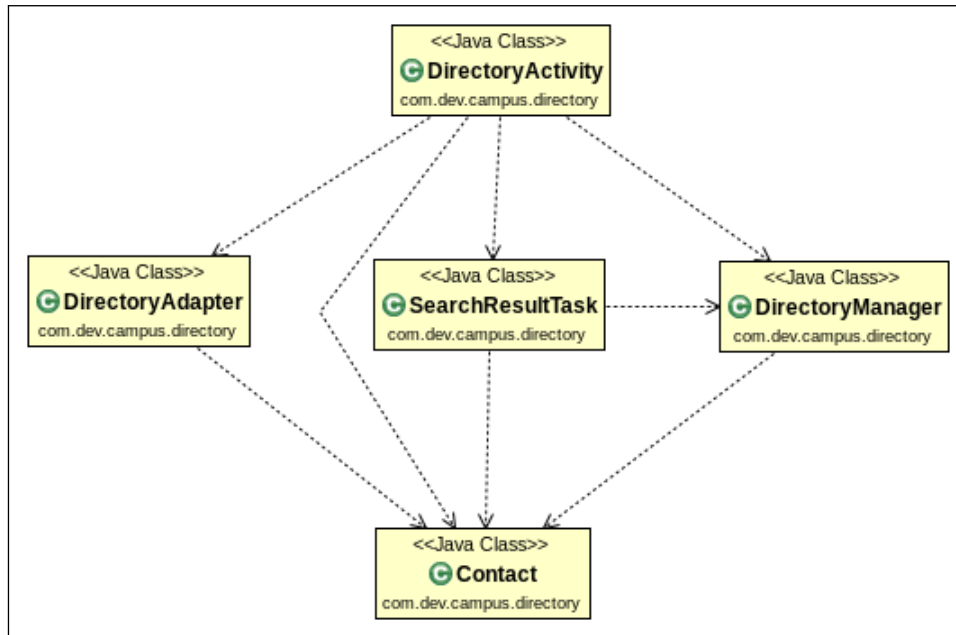 <<Java Class>>
C DirectoryActivity
com.dev.campus.directory
<<Java Class>>
C DirectoryAdapter
com.dev.campus.directory
<<Java Class>>
C SearchResultTask
com.dev.campus.directory
<<Java Class>>
C DirectoryManager
com.dev.campus.directory
<<Java Class>>
C Contact
com.dev.campus.directory